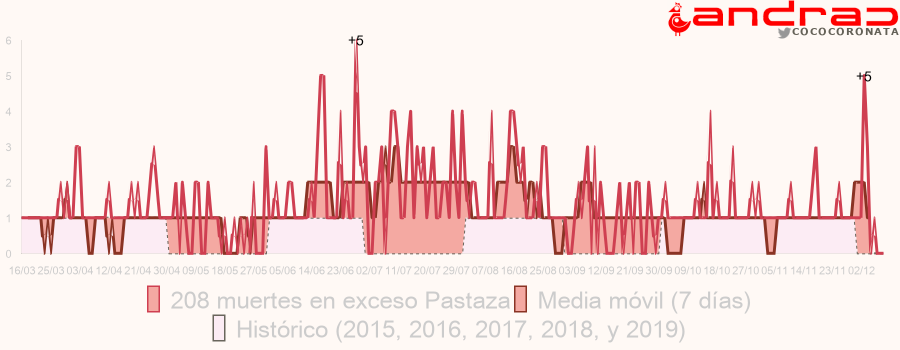 andrac
COCOCORONATA
+5
+5
6
5
4
3
2
1
0
16/03 25/03 03/04 12/04 21/04 30/04 09/05 18/05 27/05 05/06 14/06 23/06 02/07 11/07 20/07 29/07 07/08 16/08 25/08 03/09 12/09 21/09 30/09 09/10 18/10 27/10 05/11 14/11 23/11 02/12
208 muertes en exceso Pastaza Media móvil (7 días)
Histórico (2015, 2016, 2017, 2018, y 2019)